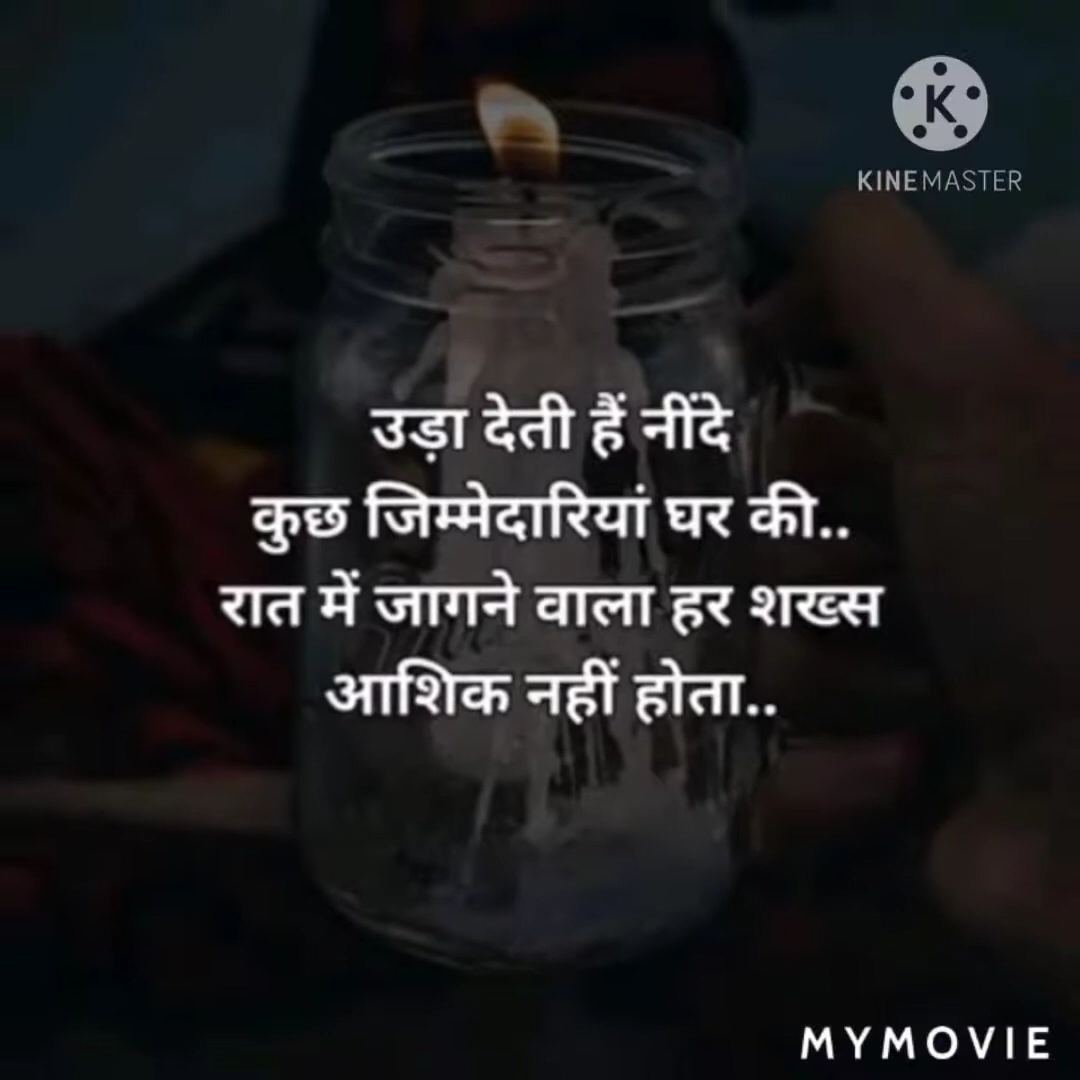 KINEMASTER
उड़ा देती हैं नींदे
कुछ जिम्मेदारियां घर की..
रात में जागने वाला हर शख्स
आशिक नहीं होता..
MYMOVIE